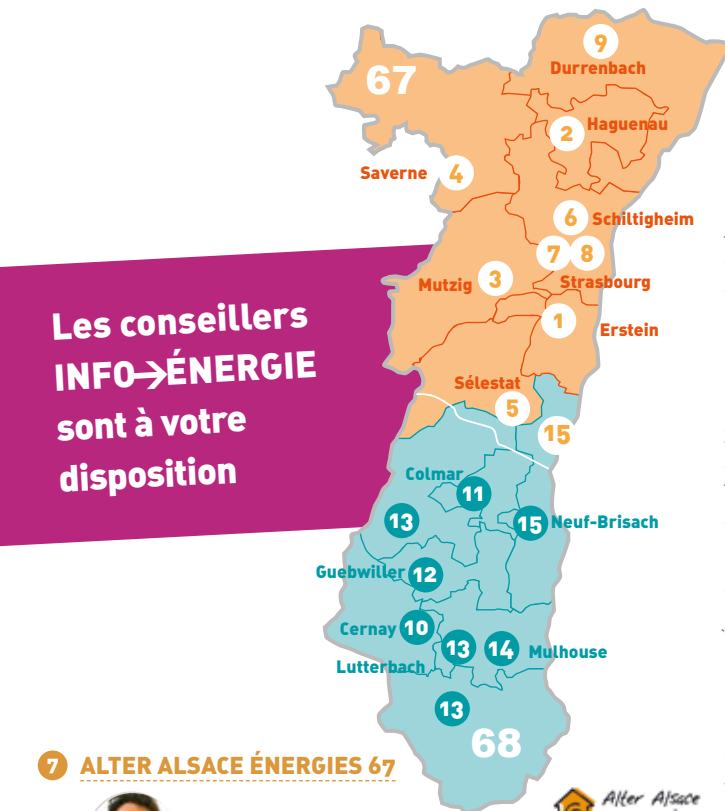 67
9
Durrenbach
2
Haguenau
Saverne
4
6
Schiltigheim
7
8
Strasbourg
Mutzig
3
1
Erstein
Les conseillers
INFO→ÉNERGIE
sont à votre
disposition
Sélestat
5
15
Colmar
11
13
15
Neuf-Brisach
Guebwiller
12
Cernay
10
13
14
Mulhouse
Lutterbach
13
68
7 ALTER ALSACE ÉNERGIES 67
Alter Alsace